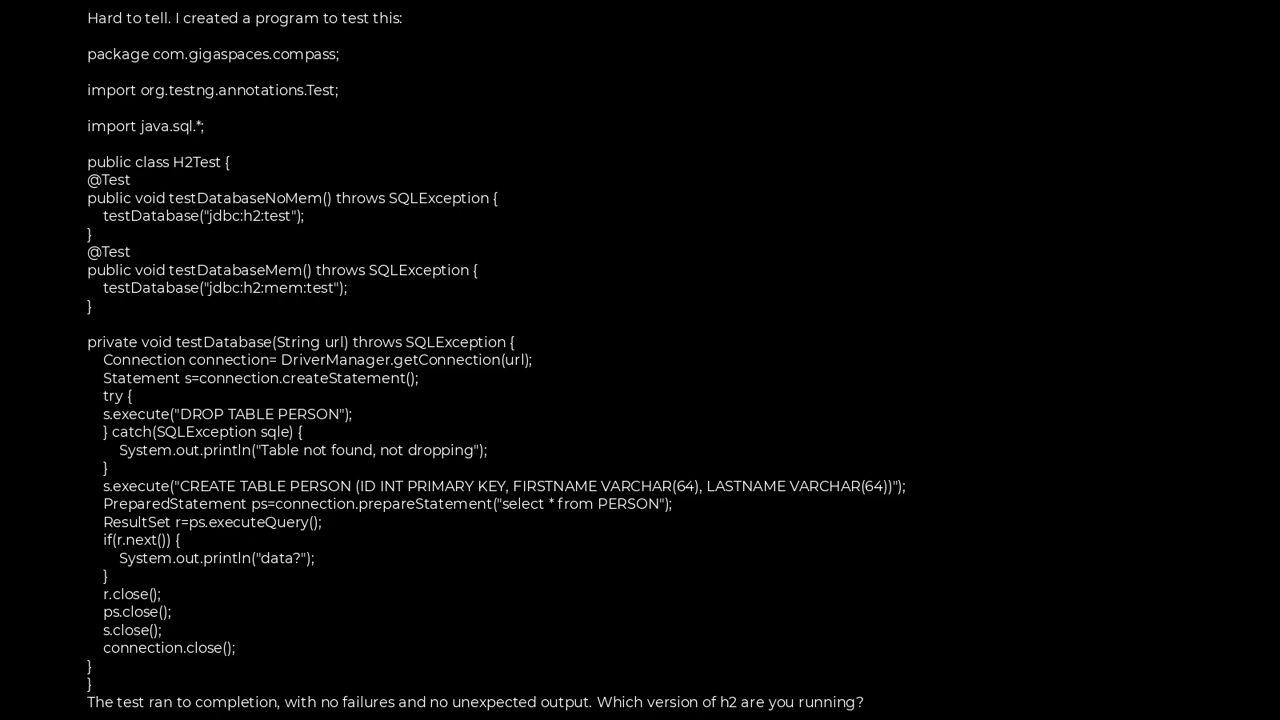 Hard to tell. I created a program to test this:
package com.gigaspaces.compass;
import org.testng.annotations.Test;
import java.sql.*;
public class H2Test {
@Test
public void testDatabaseNoMem() throws SQLException {
    testDatabase("jdbc:h2:test");
}
@Test
public void testDatabaseMem() throws SQLException {
    testDatabase("jdbc:h2:mem:test");
}
private void testDatabase(String url) throws SQLException {
    Connection connection= DriverManager.getConnection(url);
    Statement s=connection.createStatement();
    try {
    s.execute("DROP TABLE PERSON");
    } catch(SQLException sqle) {
        System.out.println("Table not found, not dropping");
    }
    s.execute("CREATE TABLE PERSON (ID INT PRIMARY KEY, FIRSTNAME VARCHAR(64), LASTNAME VARCHAR(64))");
    PreparedStatement ps=connection.prepareStatement("select * from PERSON");
    ResultSet r=ps.executeQuery();
    if(r.next()) {
        System.out.println("data?");
    }
    r.close();
    ps.close();
    s.close();
    connection.close();
}
}
The test ran to completion, with no failures and no unexpected output. Which version of h2 are you running?